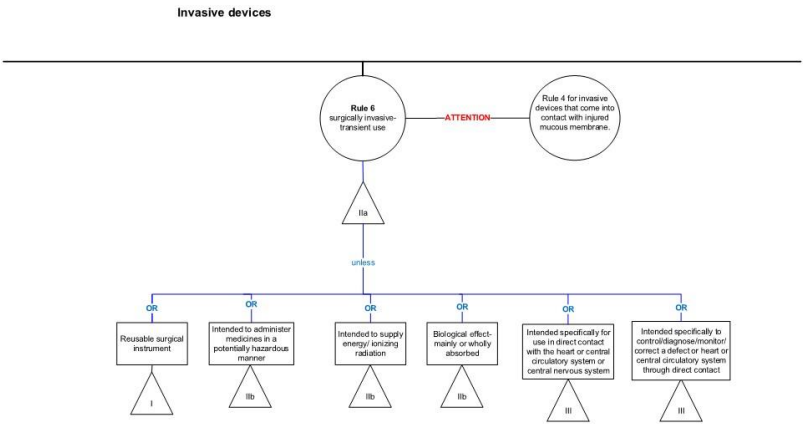 Invasive devices
Rule 6
surgically invasive-
transient use
ATTENTION
Rule 4 for invasive
devices that come into
contact with injured
mucous membrane.
IIa
unless
OR
OR
OR
OR
OR
OR
Reusable surgical
instrument
Intended to administer
medicines in a
potentially hazardous
manner
Intended to supply
energy/ ionizing
radiation
Biological effect-
mainly or wholly
absorbed
Intended specifically for
use in direct contact
with the heart or central
circulatory system or
central nervous system
Intended specifically to
control/diagnose/monitor/
correct a defect or heart or
central circulatory system
through direct contact
I
IIb
IIb
IIb
III
III